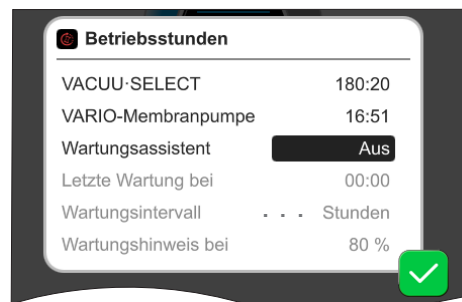 Betriebsstunden
VACUU·SELECT 180:20
VARIO-Membranpumpe 16:51
Wartungsassistent Aus
Letzte Wartung bei 00:00
Wartungsintervall . . . Stunden
Wartungshinweis bei 80 %